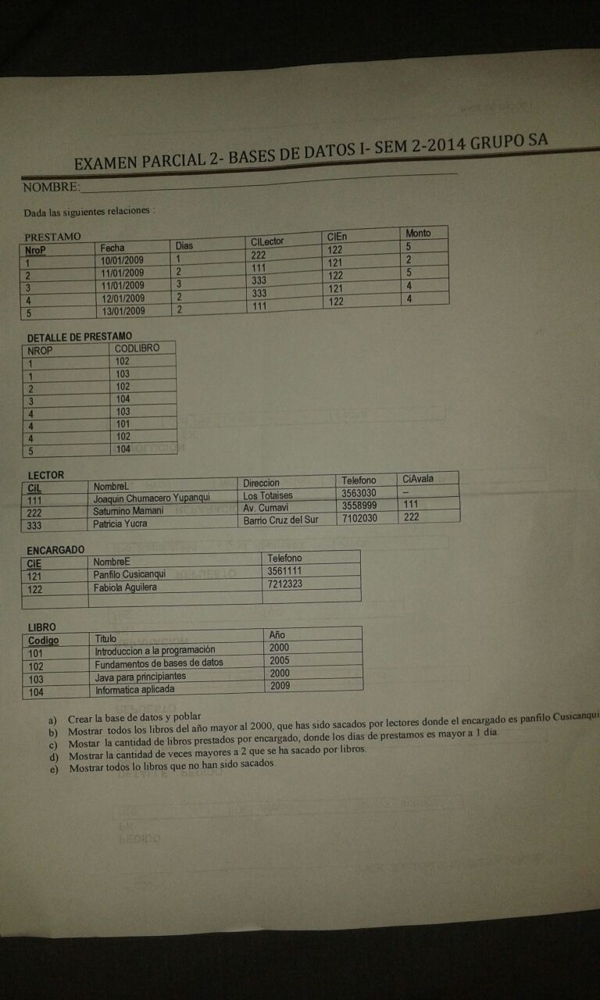 EXAMEN PARCIAL 2- BASES DE DATOS I- SEM 2-2014 GRUPO SA
NOMBRE:
Dada las siguientes relaciones :
PRESTAMO
NroP Fecha Dias CILector CIEn Monto
1 10/01/2009 1 222 122 5
2 11/01/2009 2 111 121 2
3 11/01/2009 3 333 122 5
4 12/01/2009 2 333 121 4
5 13/01/2009 2 111 122 4
DETALLE DE PRESTAMO
NROP CODLIBRO
1 102
1 103
2 102
3 104
4 103
4 101
4 102
5 104
LECTOR
CiL NombreL Direccion Telefono CiAvala
111 Joaquin Chumacero Yupanqui Los Totaises 3563030 –
222 Saturnino Mamani Av. Cumavi 3558999 111
333 Patricia Yucra Barrio Cruz del Sur 7102030 222
ENCARGADO
CiE NombreE Telefono
121 Panfilo Cusicanqui 3561111
122 Fabiola Aguilera 7212323
LIBRO
Codigo Titulo Año
101 Introduccion a la programación 2000
102 Fundamentos de bases de datos 2005
103 Java para principiantes 2000
104 Informatica aplicada 2009
a) Crear la base de datos y poblar
b) Mostrar todos los libros del año mayor al 2000, que has sido sacados por lectores donde el encargado es panfilo Cusicanqui
c) Mostar la cantidad de libros prestados por encargado, donde los días de prestamos es mayor a 1 dia.
d) Mostrar la cantidad de veces mayores a 2 que se ha sacado por libros.
e) Mostrar todos lo libros que no han sido sacados.